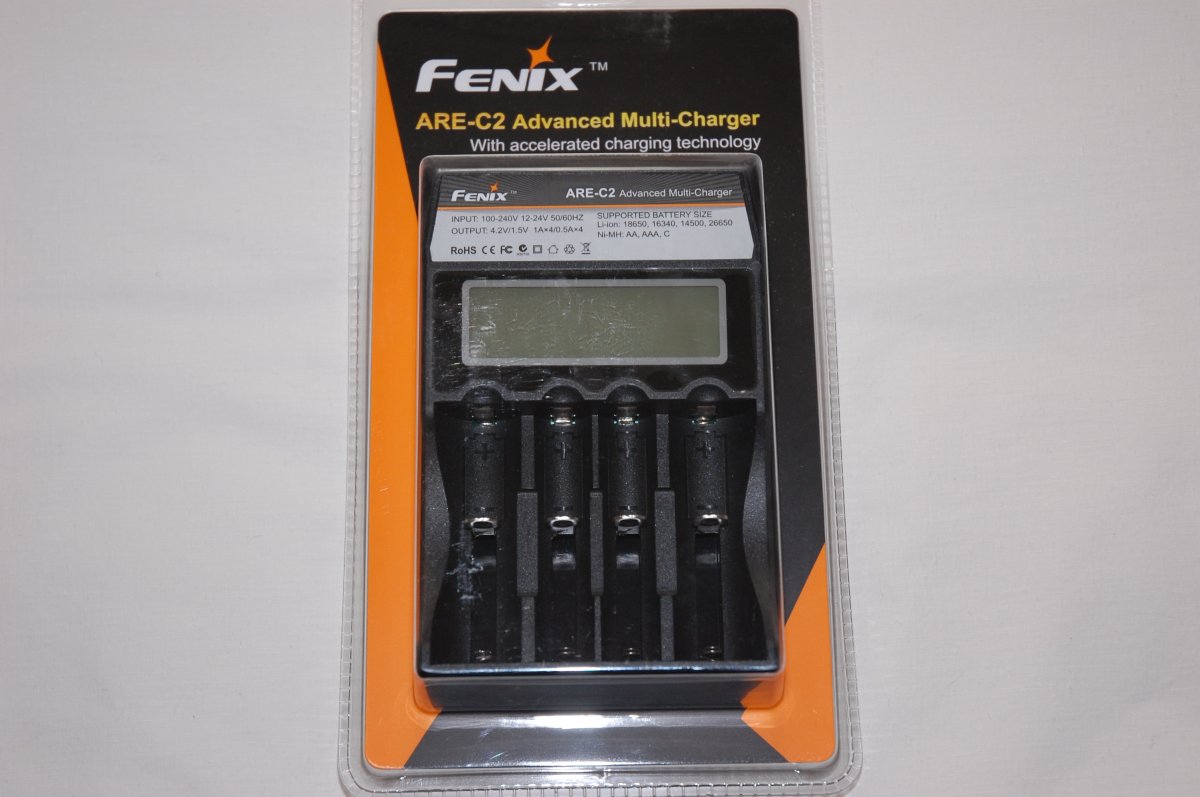 FENIX™
ARE-C2 Advanced Multi-Charger
With accelerated charging technology
FENIX™ ARE-C2 Advanced Multi-Charger
INPUT: 100-240V 12-24V 50/60HZ
OUTPUT: 4.2V/1.5V 1A×4/0.5A×4
RoHS CE FC
SUPPORTED BATTERY SIZE
Li-ion: 18650, 16340, 14500, 26650
Ni-MH: AA, AAA, C
+ + + +